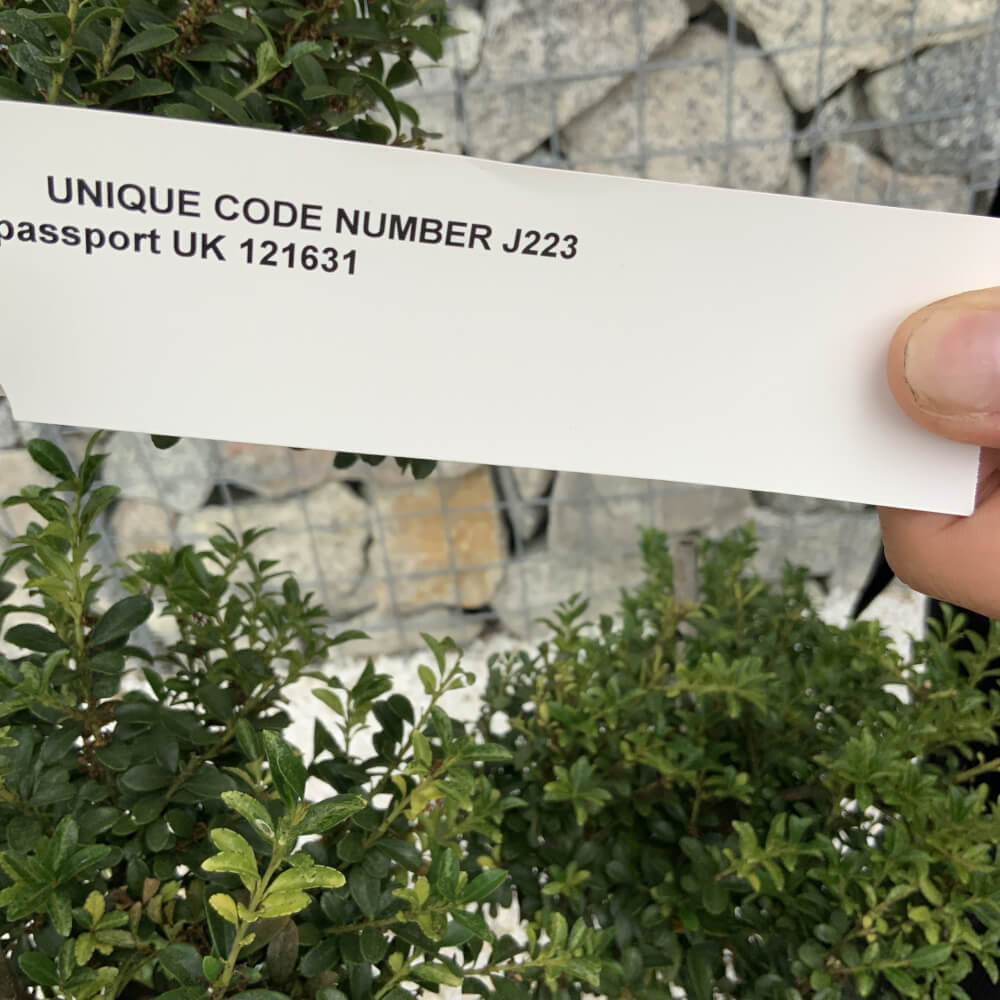 UNIQUE CODE NUMBER J223
passport UK 121631